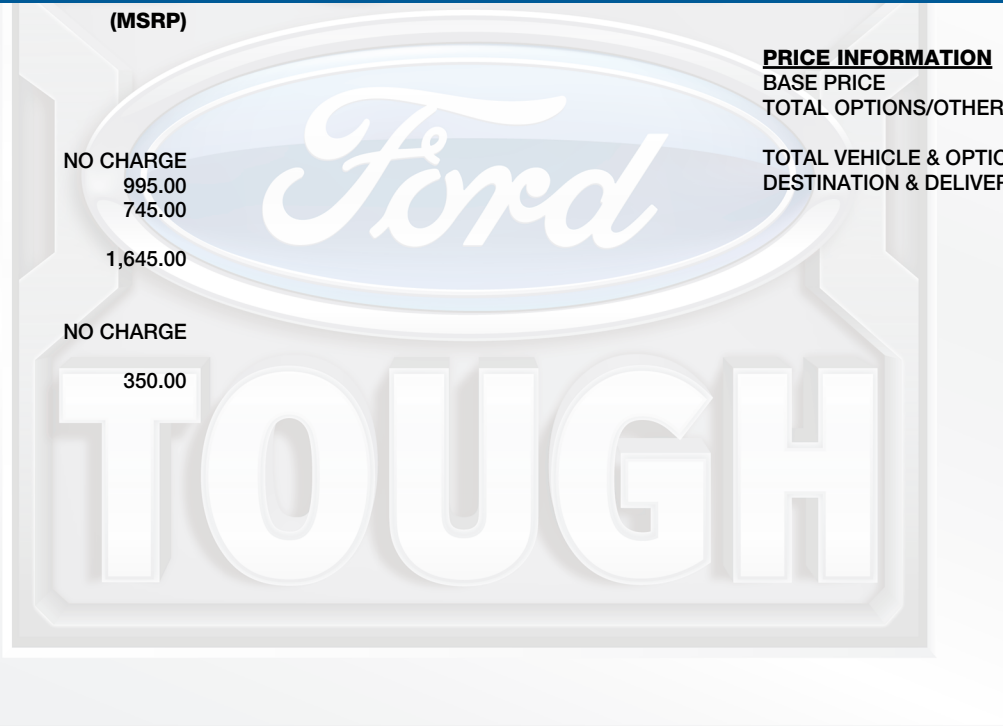 (MSRP)
NO CHARGE
995.00
745.00
1,645.00
NO CHARGE
350.00
PRICE INFORMATION
BASE PRICE
TOTAL OPTIONS/OTHER
TOTAL VEHICLE & OPTIO
DESTINATION & DELIVER
Ford
TOUGH